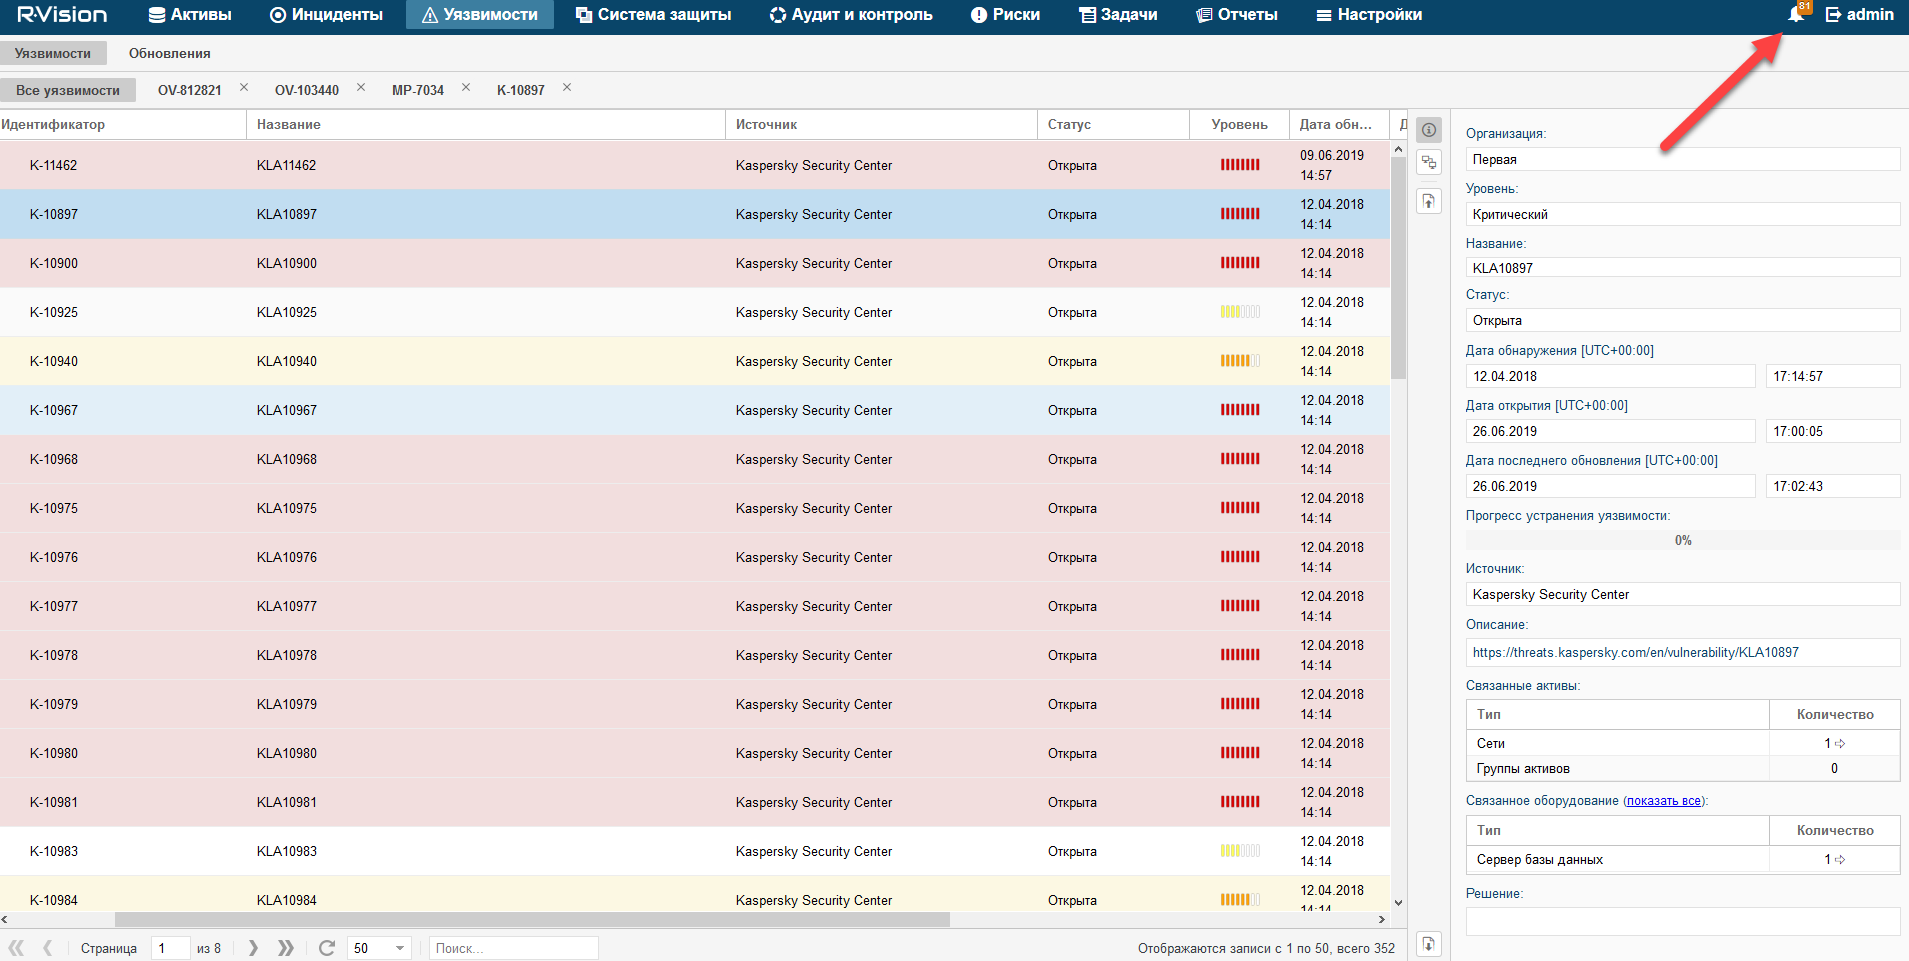 R·Vision Активы Инциденты Уязвимости Система защиты Аудит и контроль Риски Задачи Отчеты Настройки 81 admin
Уязвимости Обновления
Все уязвимости OV-812821 OV-103440 MP-7034 K-10897
Идентификатор Название Источник Статус Уровень Дата обн... Д
K-11462 KLA11462 Kaspersky Security Center Открыта 09.06.2019
14:57
K-10897 KLA10897 Kaspersky Security Center Открыта 12.04.2018
14:14
K-10900 KLA10900 Kaspersky Security Center Открыта 12.04.2018
14:14
K-10925 KLA10925 Kaspersky Security Center Открыта 12.04.2018
14:14
K-10940 KLA10940 Kaspersky Security Center Открыта 12.04.2018
14:14
K-10967 KLA10967 Kaspersky Security Center Открыта 12.04.2018
14:14
K-10968 KLA10968 Kaspersky Security Center Открыта 12.04.2018
14:14
K-10975 KLA10975 Kaspersky Security Center Открыта 12.04.2018
14:14
K-10976 KLA10976 Kaspersky Security Center Открыта 12.04.2018
14:14
K-10977 KLA10977 Kaspersky Security Center Открыта 12.04.2018
14:14
K-10978 KLA10978 Kaspersky Security Center Открыта 12.04.2018
14:14
K-10979 KLA10979 Kaspersky Security Center Открыта 12.04.2018
14:14
K-10980 KLA10980 Kaspersky Security Center Открыта 12.04.2018
14:14
K-10981 KLA10981 Kaspersky Security Center Открыта 12.04.2018
14:14
K-10983 KLA10983 Kaspersky Security Center Открыта 12.04.2018
14:14
K-10984 KLA10984 Kaspersky Security Center Открыта 12.04.2018
14:14
Страница 1 из 8 50 Поиск... Отображаются записи с 1 по 50, всего 352
Организация:
Первая
Уровень:
Критический
Название:
KLA10897
Статус:
Открыта
Дата обнаружения [UTC+00:00]
12.04.2018 17:14:57
Дата открытия [UTC+00:00]
26.06.2019 17:00:05
Дата последнего обновления [UTC+00:00]
26.06.2019 17:02:43
Прогресс устранения уязвимости:
0%
Источник:
Kaspersky Security Center
Описание:
https://threats.kaspersky.com/en/vulnerability/KLA10897
Связанные активы:
Тип Количество
Сети 1
Группы активов 0
Связанное оборудование (показать все):
Тип Количество
Сервер базы данных 1
Решение: